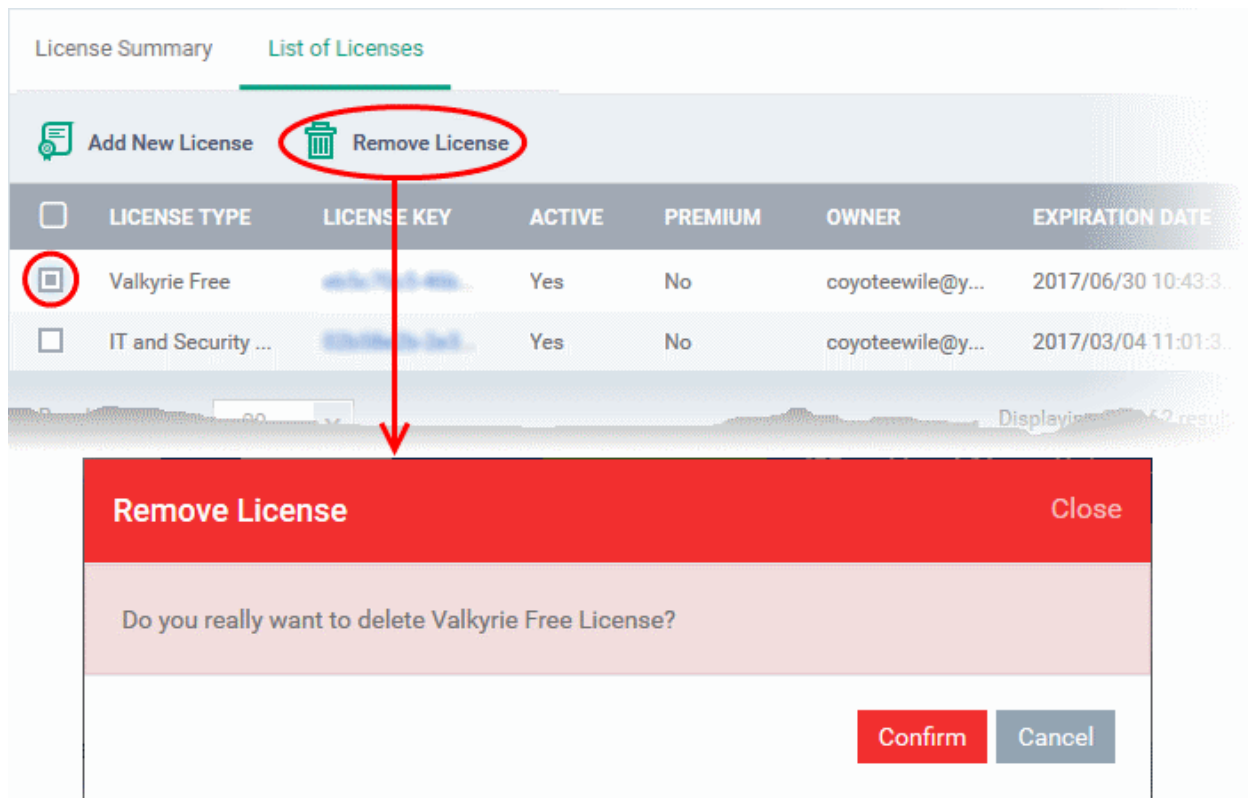 License Summary List of Licenses
Add New License Remove License
LICENSE TYPE LICENSE KEY ACTIVE PREMIUM OWNER EXPIRATION DATE
Valkyrie Free Yes No coyoteewile@y... 2017/06/30 10:43:3...
IT and Security ... Yes No coyoteewile@y... 2017/03/04 11:01:3...
Displaying
Remove License Close
Do you really want to delete Valkyrie Free License?
Confirm Cancel